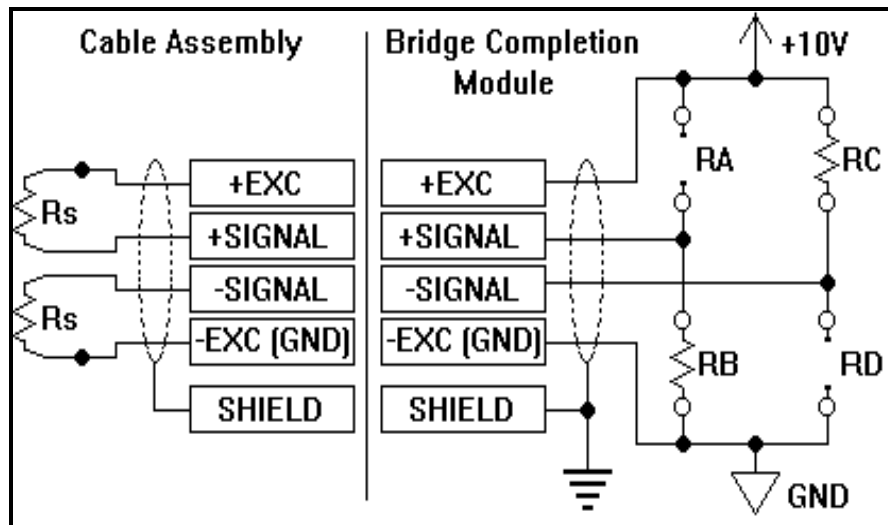 Cable Assembly
Bridge Completion
Module
+10V
+EXC
+SIGNAL
-SIGNAL
-EXC (GND)
SHIELD
Rs
Rs
+EXC
+SIGNAL
-SIGNAL
-EXC (GND)
SHIELD
RA
RC
RB
RD
GND